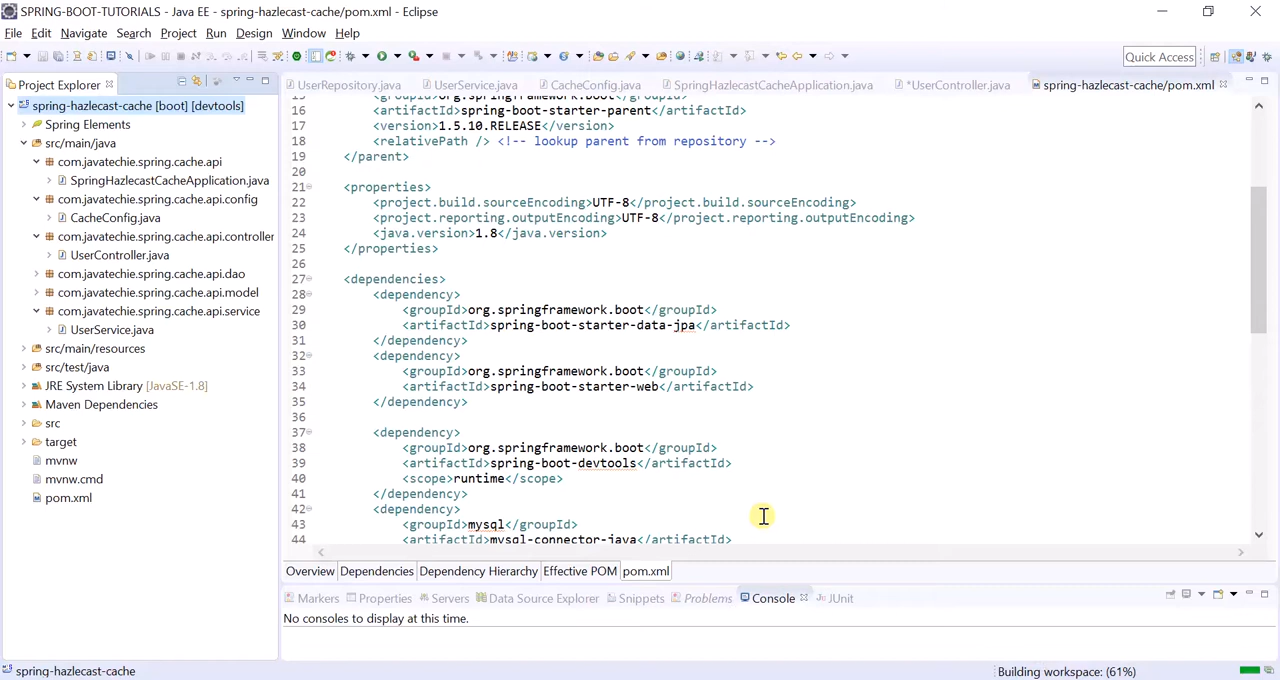 SPRING-BOOT-TUTORIALS - Java EE - spring-hazlecast-cache/pom.xml - Eclipse
File Edit Navigate Search Project Run Design Window Help
Quick Access
Project Explorer
UserRepository.java UserService.java CacheConfig.java SpringHazlecastCacheApplication.java *UserController.java spring-hazlecast-cache/pom.xml
spring-hazlecast-cache [boot] [devtools]
Spring Elements
src/main/java
com.javatechie.spring.cache.api
SpringHazlecastCacheApplication.java
com.javatechie.spring.cache.api.config
CacheConfig.java
com.javatechie.spring.cache.api.controller
UserController.java
com.javatechie.spring.cache.api.dao
com.javatechie.spring.cache.api.model
com.javatechie.spring.cache.api.service
UserService.java
src/main/resources
src/test/java
JRE System Library [JavaSE-1.8]
Maven Dependencies
src
target
mvnw
mvnw.cmd
pom.xml
15 <groupId>org.springframework.boot</groupId>
16 <artifactId>spring-boot-starter-parent</artifactId>
17 <version>1.5.10.RELEASE</version>
18 <relativePath /> <!-- lookup parent from repository -->
19 </parent>
20
21 <properties>
22 <project.build.sourceEncoding>UTF-8</project.build.sourceEncoding>
23 <project.reporting.outputEncoding>UTF-8</project.reporting.outputEncoding>
24 <java.version>1.8</java.version>
25 </properties>
26
27 <dependencies>
28 <dependency>
29 <groupId>org.springframework.boot</groupId>
30 <artifactId>spring-boot-starter-data-jpa</artifactId>
31 </dependency>
32 <dependency>
33 <groupId>org.springframework.boot</groupId>
34 <artifactId>spring-boot-starter-web</artifactId>
35 </dependency>
36
37 <dependency>
38 <groupId>org.springframework.boot</groupId>
39 <artifactId>spring-boot-devtools</artifactId>
40 <scope>runtime</scope>
41 </dependency>
42 <dependency>
43 <groupId>mysql</groupId>
44 <artifactId>mysql-connector-java</artifactId>
Overview Dependencies Dependency Hierarchy Effective POM pom.xml
Markers Properties Servers Data Source Explorer Snippets Problems Console JUnit
No consoles to display at this time.
spring-hazlecast-cache
Building workspace: (61%)